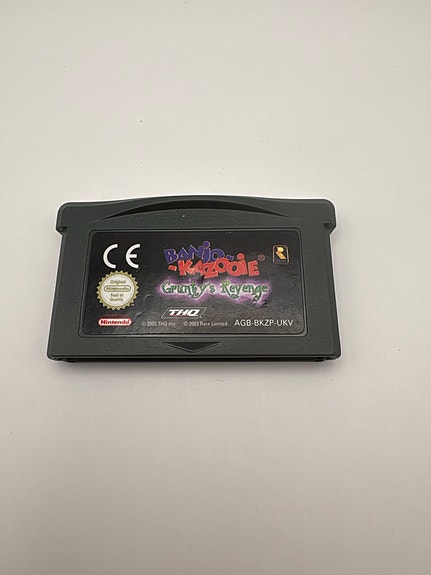 CE
BANJO-
-KAZOOIE®
Grunty's Revenge
Original
Nintendo
Seal of
Quality
Nintendo
THQ
© 2003 THQ Inc. © 2003 Rare Limited. AGB-BKZP-UKV
R